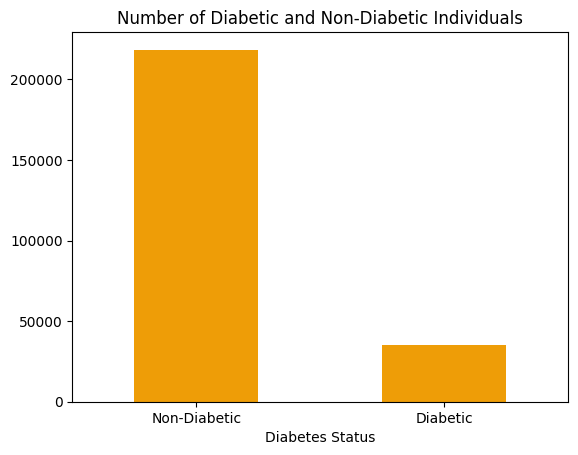 Number of Diabetic and Non-Diabetic Individuals
200000
150000
100000
50000
0
Non-Diabetic Diabetic
Diabetes Status